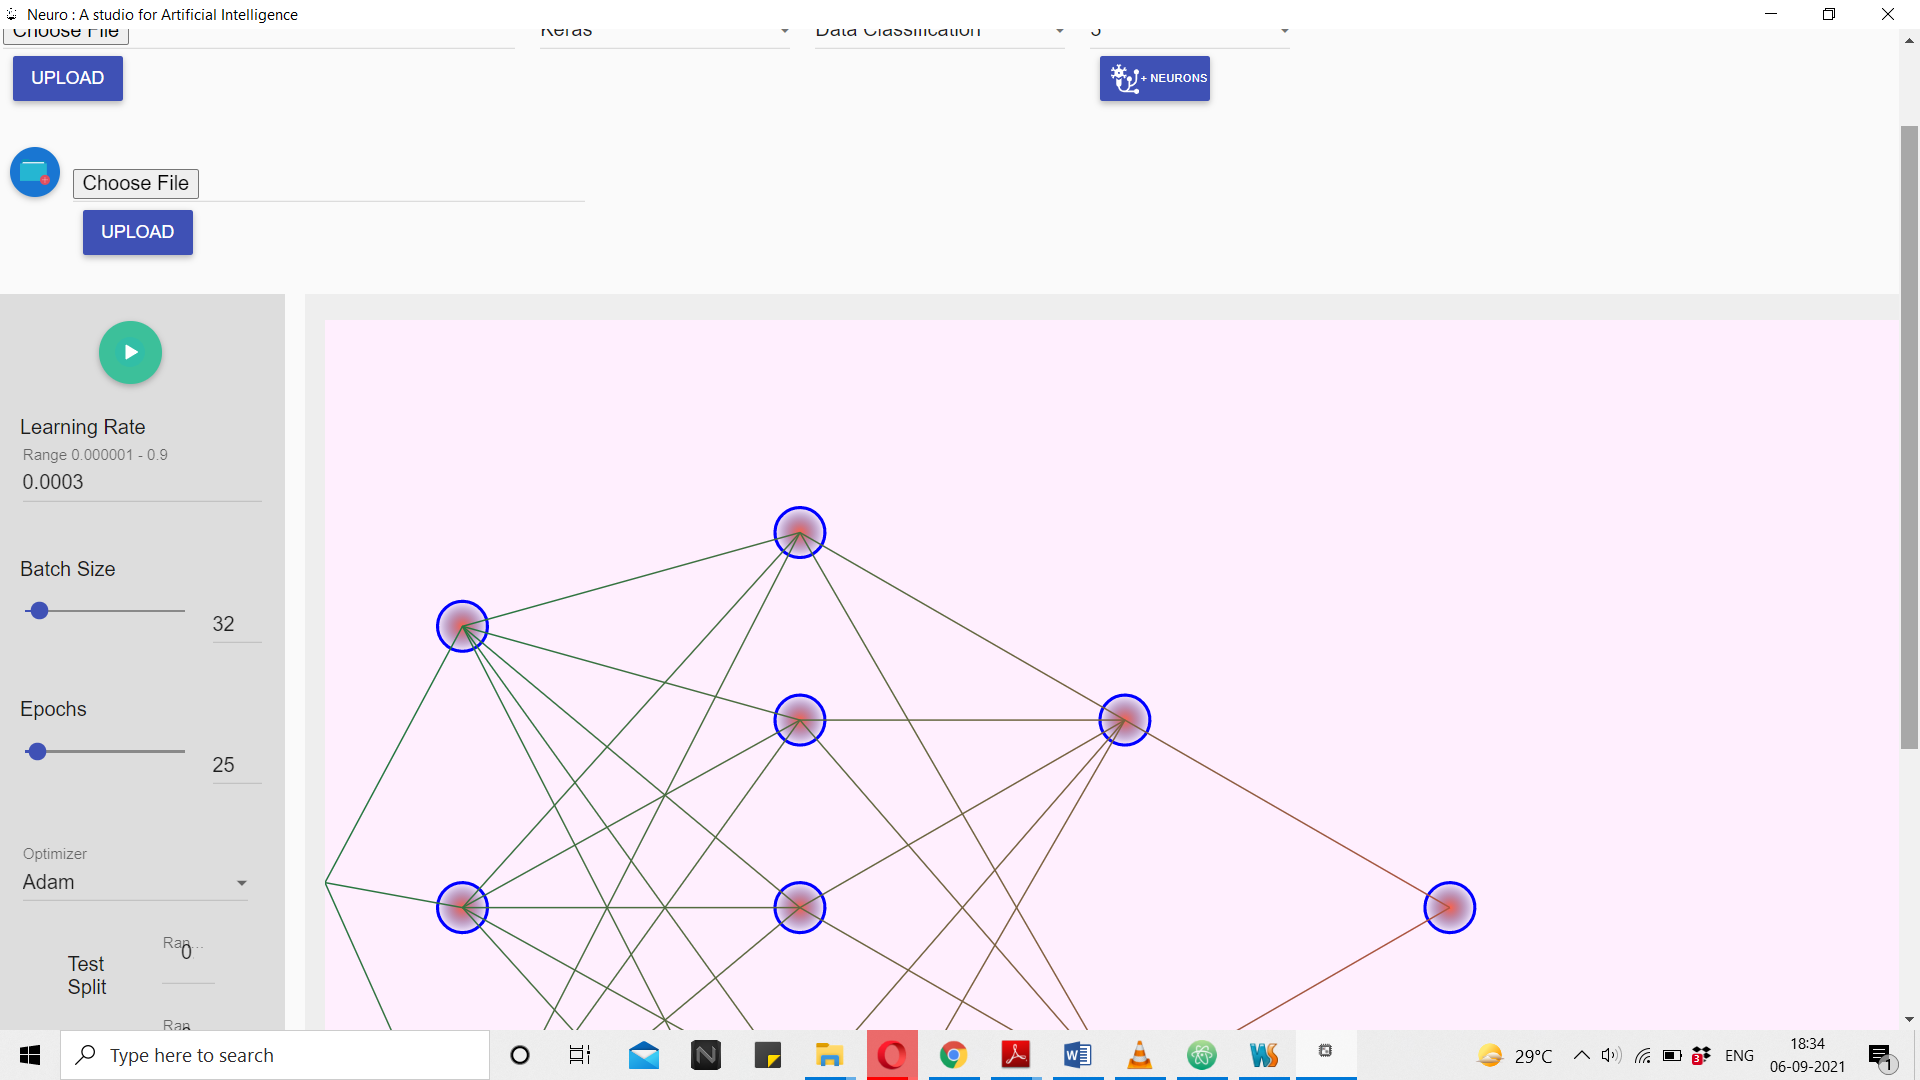 Neuro : A studio for Artificial Intelligence
Choose File
Keras
Data Classification
UPLOAD
+ NEURONS
Choose File
UPLOAD
Learning Rate
Range 0.000001 - 0.9
0.0003
Batch Size
32
Epochs
25
Optimizer
Adam
Ran...
0
Test
Split
Ran
Type here to search
29°C
3
ENG
18:34
06-09-2021
1